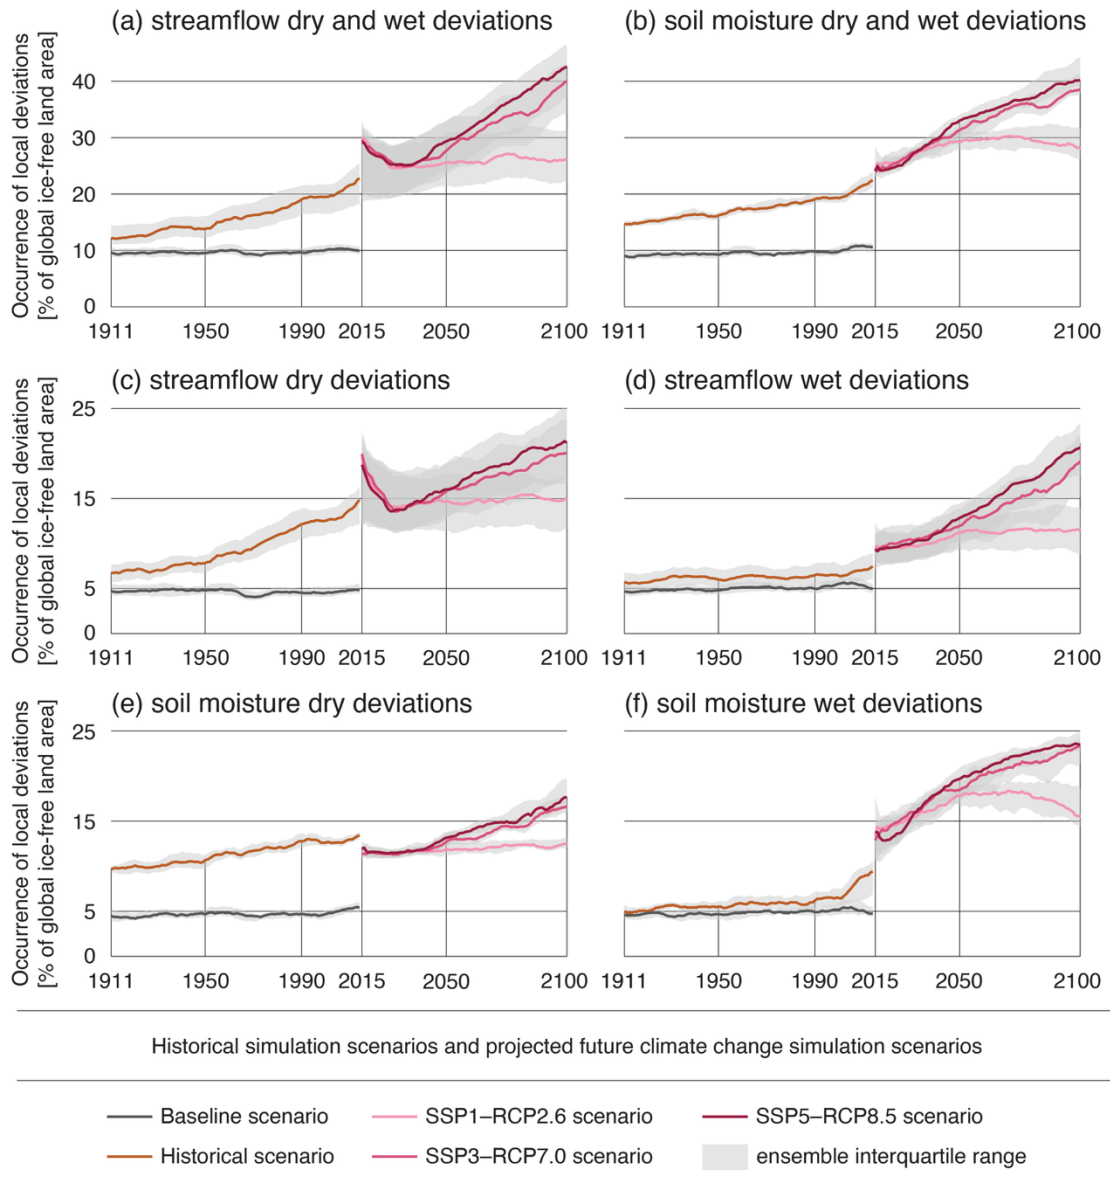 (a) streamflow dry and wet deviations
Occurrence of local deviations
[% of global ice-free land area]
40
30
20
10
0
1911 1950 1990 2015 2050 2100
(b) soil moisture dry and wet deviations
1911 1950 1990 2015 2050 2100
(c) streamflow dry deviations
Occurrence of local deviations
[% of global ice-free land area]
25
15
5
0
1911 1950 1990 2015 2050 2100
(d) streamflow wet deviations
1911 1950 1990 2015 2050 2100
(e) soil moisture dry deviations
Occurrence of local deviations
[% of global ice-free land area]
25
15
5
0
1911 1950 1990 2015 2050 2100
(f) soil moisture wet deviations
1911 1950 1990 2015 2050 2100
Historical simulation scenarios and projected future climate change simulation scenarios
Baseline scenario
SSP1–RCP2.6 scenario
SSP5–RCP8.5 scenario
Historical scenario
SSP3–RCP7.0 scenario
ensemble interquartile range